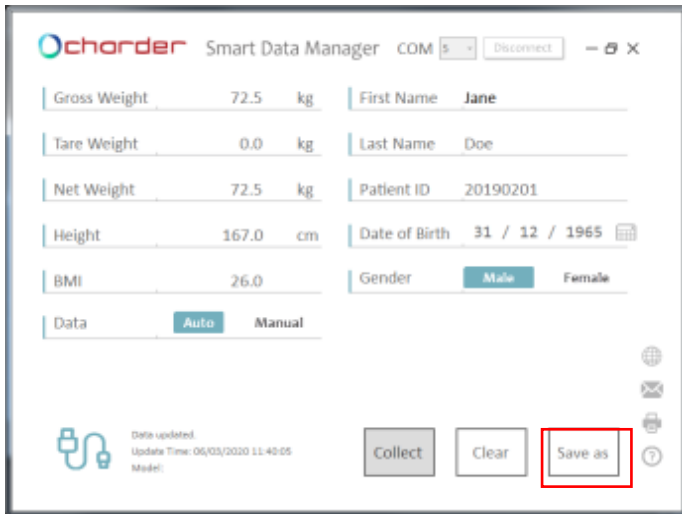 charder Smart Data Manager COM 5 Disconnect
Gross Weight 72.5 kg
Tare Weight 0.0 kg
Net Weight 72.5 kg
Height 167.0 cm
BMI 26.0
Data Auto Manual
First Name Jane
Last Name Doe
Patient ID 20190201
Date of Birth 31 / 12 / 1965
Gender Male Female
Data updated.
Update Time: 06/03/2020 11:40:05
Model:
Collect Clear Save as